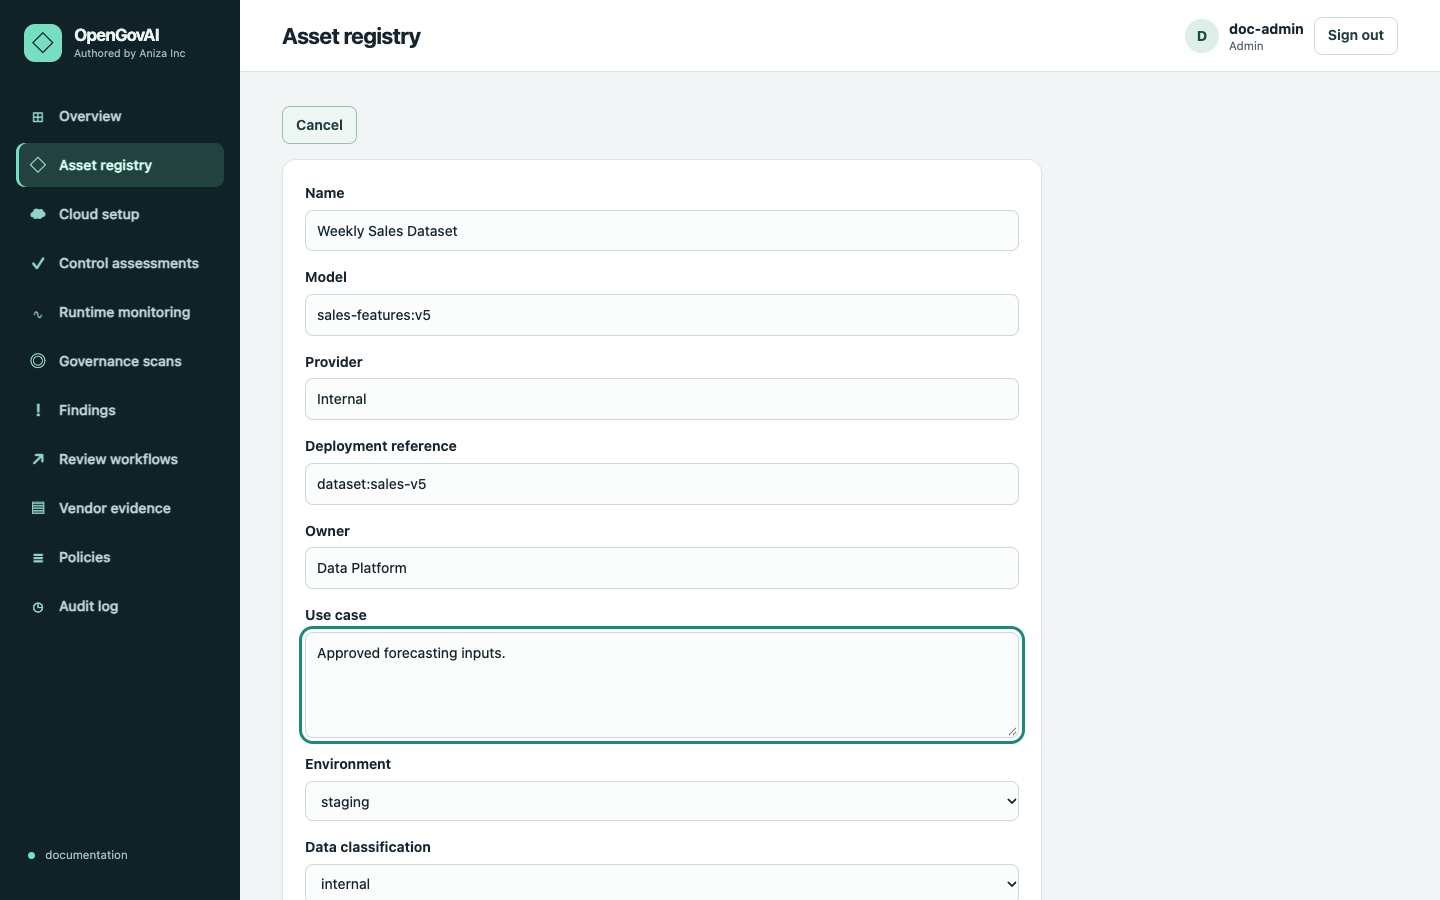 OpenGovAI
Authored by Aniza Inc
Overview
Asset registry
Cloud setup
Control assessments
Runtime monitoring
Governance scans
Findings
Review workflows
Vendor evidence
Policies
Audit log
documentation
Asset registry
D
doc-admin
Admin
Sign out
Cancel
Name
Weekly Sales Dataset
Model
sales-features:v5
Provider
Internal
Deployment reference
dataset:sales-v5
Owner
Data Platform
Use case
Approved forecasting inputs.
Environment
staging
Data classification
internal